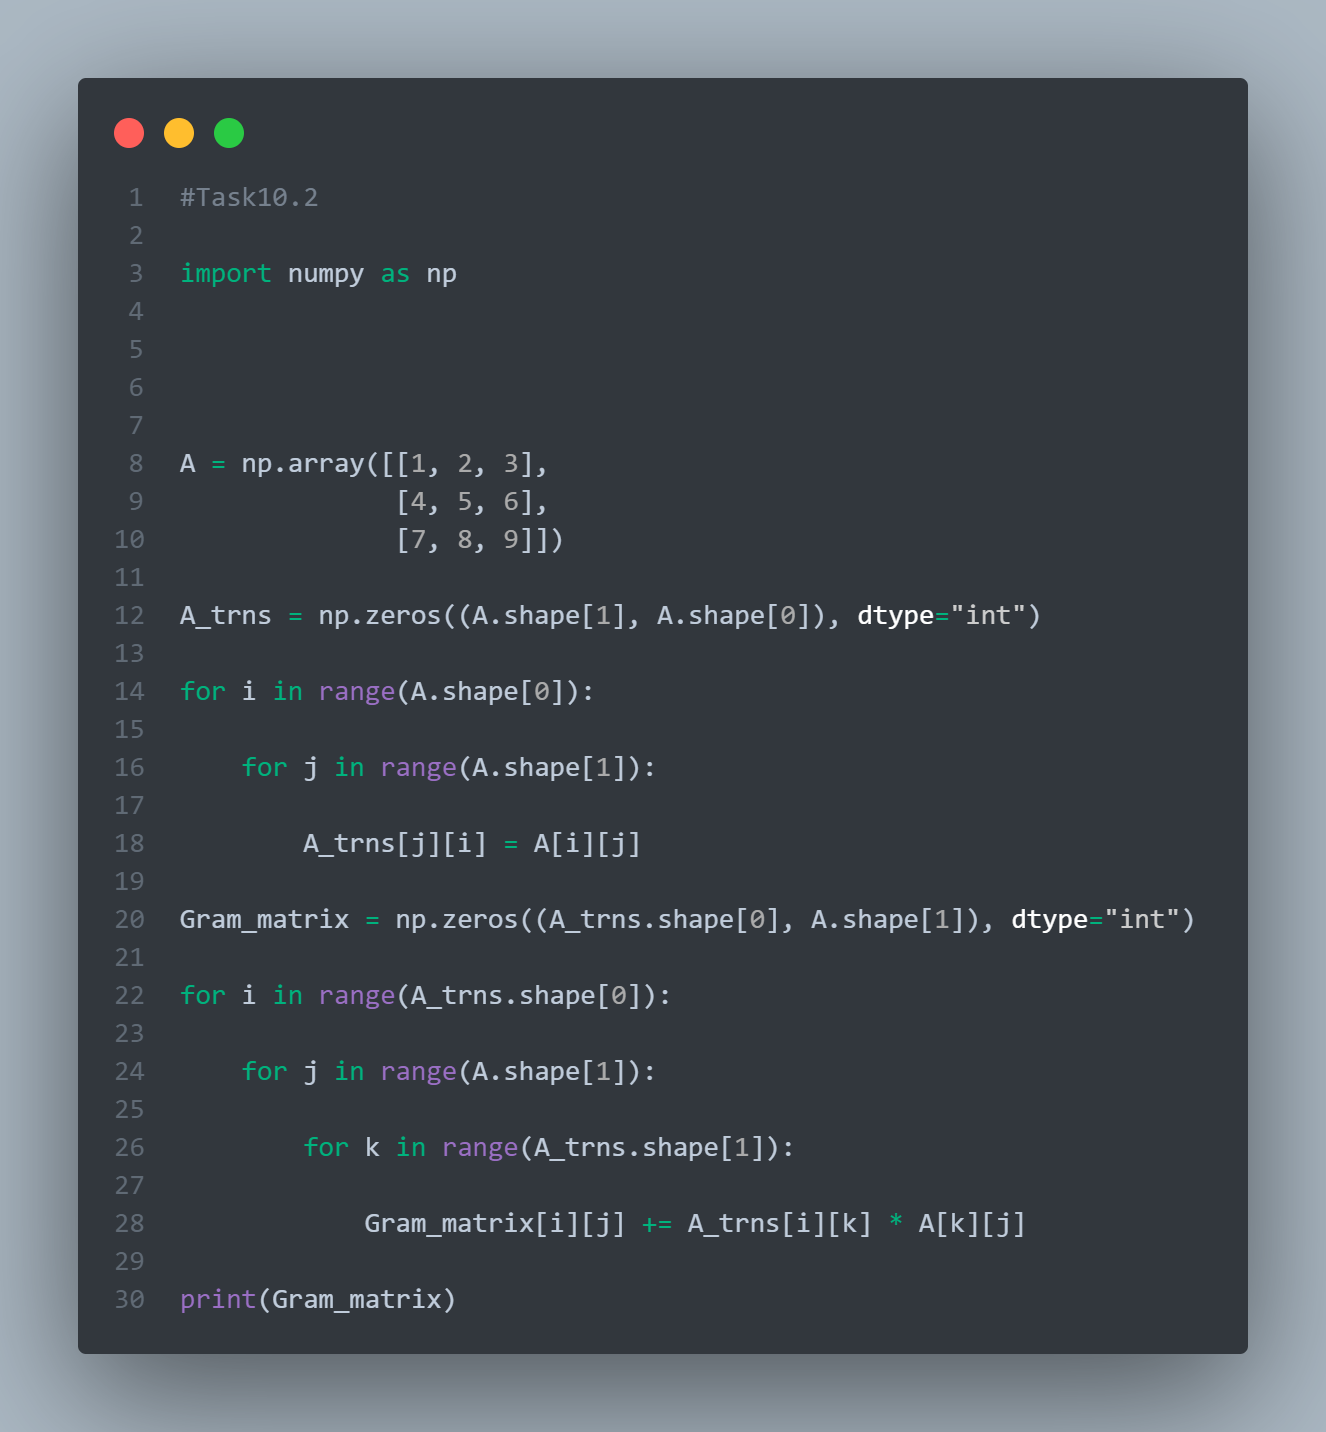 1 #Task10.2
2
3 import numpy as np
4
5
6
7
8 A = np.array([[1, 2, 3],
9               [4, 5, 6],
10               [7, 8, 9]])
11
12 A_trns = np.zeros((A.shape[1], A.shape[0]), dtype="int")
13
14 for i in range(A.shape[0]):
15
16     for j in range(A.shape[1]):
17
18         A_trns[j][i] = A[i][j]
19
20 Gram_matrix = np.zeros((A_trns.shape[0], A.shape[1]), dtype="int")
21
22 for i in range(A_trns.shape[0]):
23
24     for j in range(A.shape[1]):
25
26         for k in range(A_trns.shape[1]):
27
28             Gram_matrix[i][j] += A_trns[i][k] * A[k][j]
29
30 print(Gram_matrix)